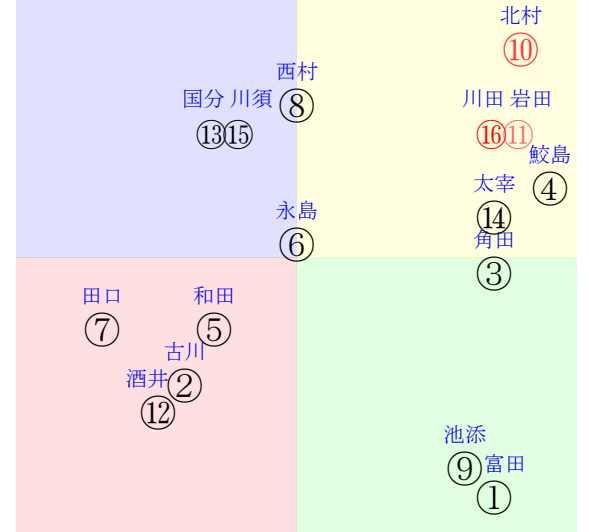 北村
⑩
西村
⑧
国分 川須
⑬⑮
川田 岩田
⑯⑪
鮫島
④
太宰
⑭
永島
⑥
角田
③
田口
⑦
和田
⑤
古川
②
酒井
⑫
池添
⑨
富田
①